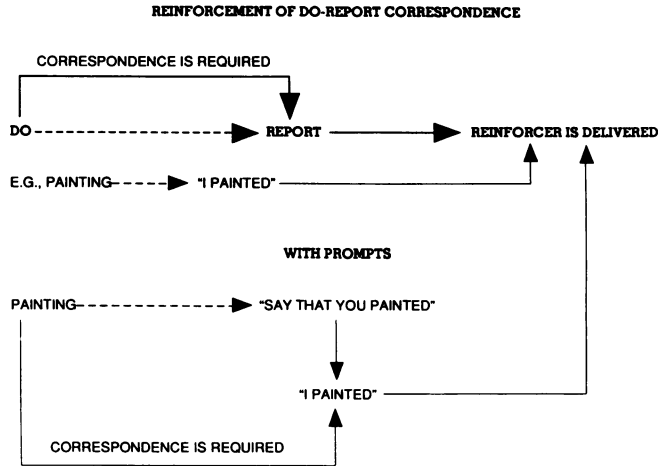 REINFORCEMENT OF DO-REPORT CORRESPONDENCE
CORRESPONDENCE IS REQUIRED
DO REPORT REINFORCER IS DELIVERED
E.G., PAINTING "I PAINTED"
WITH PROMPTS
PAINTING "SAY THAT YOU PAINTED"
"I PAINTED"
CORRESPONDENCE IS REQUIRED